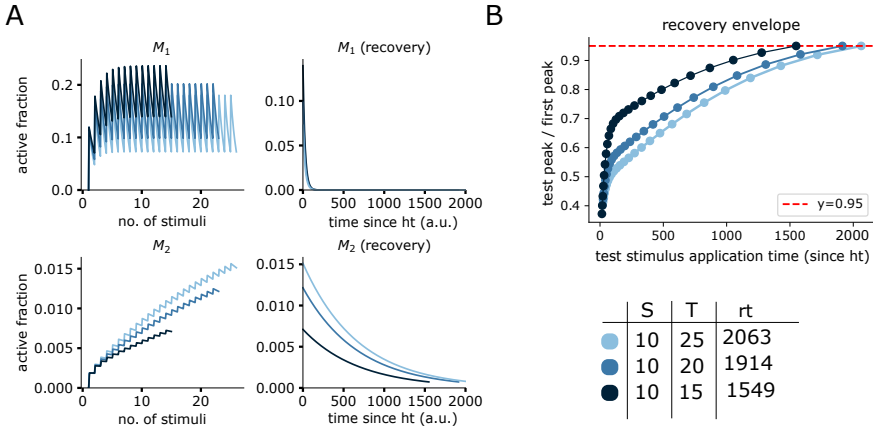 A
M1
M1 (recovery)
active fraction
0.2
0.1
0.0
0
10
20
no. of stimuli
0.10
0.05
0.00
0
500
1000
1500
2000
time since ht (a.u.)
M2
M2 (recovery)
active fraction
0.015
0.010
0.005
0.000
0
10
20
no. of stimuli
0.015
0.010
0.005
0.000
0
500
1000
1500
2000
time since ht (a.u.)
B
recovery envelope
test peak / first peak
0.9
0.8
0.7
0.6
0.5
0.4
y=0.95
0
500
1000
1500
2000
test stimulus application time (since ht)
S T rt
10 25 2063
10 20 1914
10 15 1549